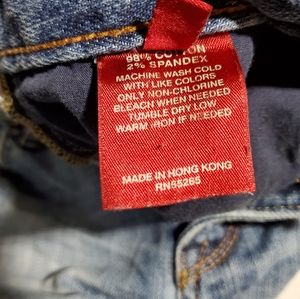 98% COTTON
2% SPANDEX
MACHINE WASH COLD
WITH LIKE COLORS
ONLY NON-CHLORINE
BLEACH WHEN NEEDED
TUMBLE DRY LOW
WARM IRON IF NEEDED
MADE IN HONG KONG
RN55285